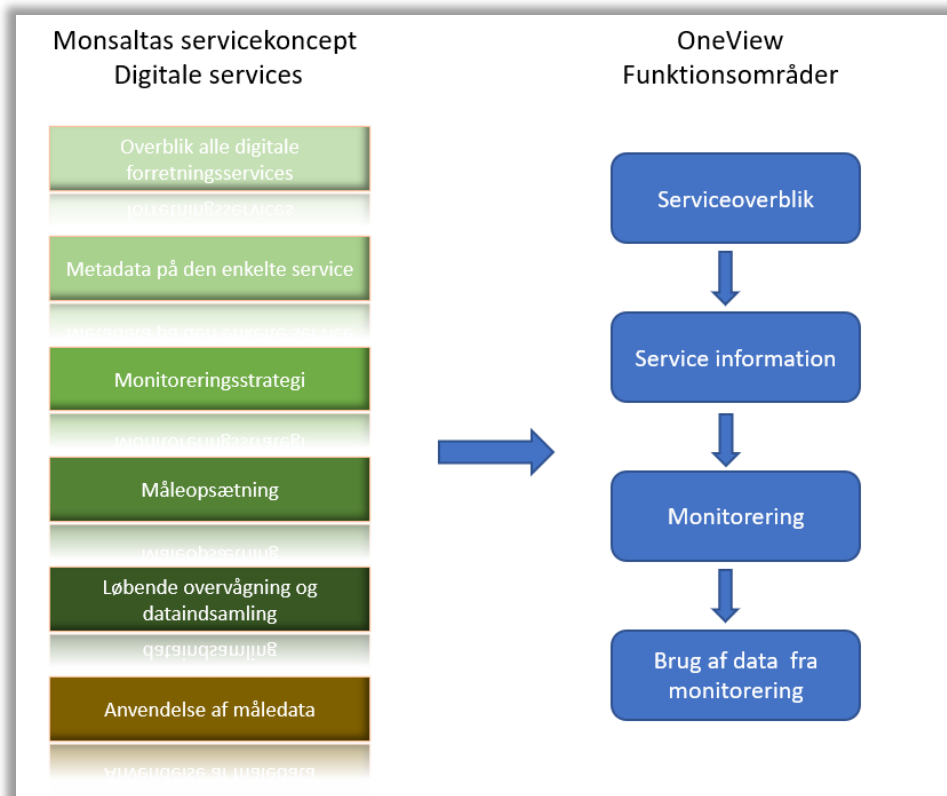 Monsaltas servicekoncept
Digitale services
Overblik alle digitale
forretningsservices
Metadata på den enkelte service
Monitoreringsstrategi
Måleopsætning
Løbende overvågning og
dataindsamling
Anvendelse af måledata
OneView
Funktionsområder
Serviceoverblik
Service information
Monitorering
Brug af data fra
monitorering